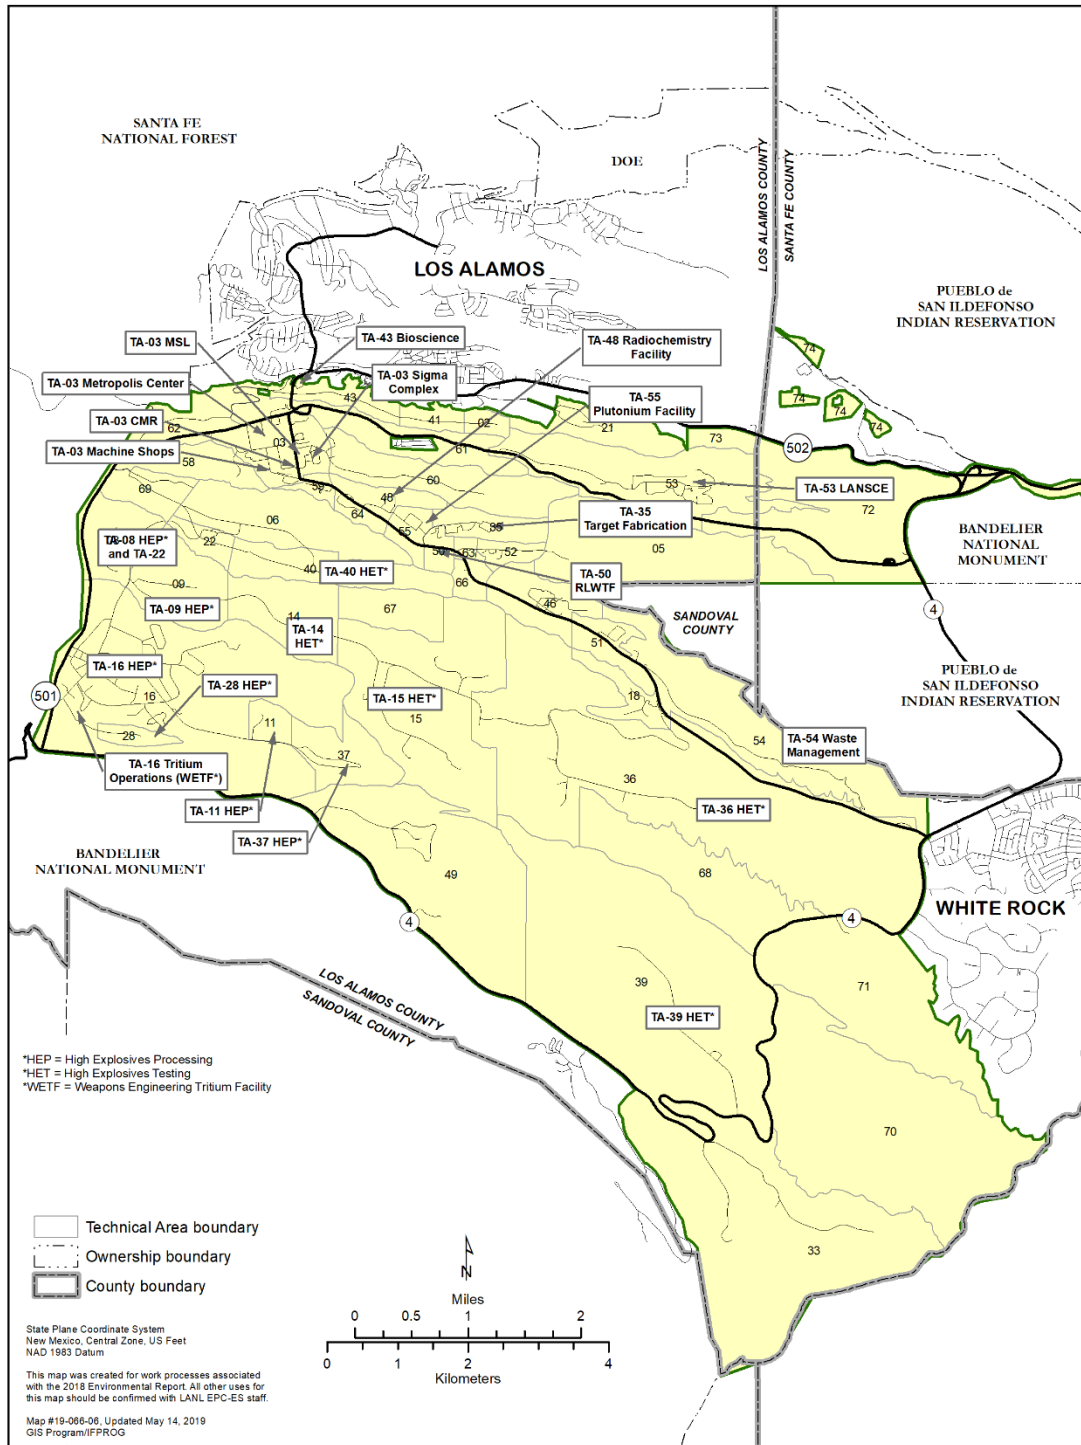 SANTA FE
NATIONAL FOREST
DOE
LOS ALAMOS COUNTY
SANTA FE COUNTY
LOS ALAMOS
PUEBLO de
SAN ILDEFONSO
INDIAN RESERVATION
TA-03 MSL
TA-43 Bioscience
TA-48 Radiochemistry
Facility
TA-03 Metropolis Center
TA-03 Sigma
Complex
TA-55
Plutonium Facility
TA-03 CMR
TA-03 Machine Shops
74
74
74
74
43
41
02
21
62
03
61
73
502
58
60
53
TA-53 LANSCE
69
59
48
72
64
TA-35
Target Fabrication
06
55
35
BANDELIER
NATIONAL
MONUMENT
TA-08 HEP*
and TA-22
22
50
63
52
05
40
TA-40 HET*
TA-50
RLWTF
09
66
TA-09 HEP*
14
TA-14
HET*
67
46
4
SANDOVAL
COUNTY
51
TA-16 HEP*
PUEBLO de
SAN ILDEFONSO
INDIAN RESERVATION
TA-28 HEP*
501
16
TA-15 HET*
18
15
11
28
54
TA-54 Waste
Management
37
TA-16 Tritium
Operations (WETF*)
36
TA-11 HEP*
TA-36 HET*
TA-37 HEP*
BANDELIER
NATIONAL MONUMENT
49
68
WHITE ROCK
4
4
LOS ALAMOS COUNTY
SANDOVAL COUNTY
39
71
TA-39 HET*
*HEP = High Explosives Processing
*HET = High Explosives Testing
*WETF = Weapons Engineering Tritium Facility
70
33
Technical Area boundary
Ownership boundary
County boundary
N
Miles
0 0.5 1 2
0 1 2 4
Kilometers
State Plane Coordinate System
New Mexico, Central Zone, US Feet
NAD 1983 Datum
This map was created for work processes associated
with the 2018 Environmental Report. All other uses for
this map should be confirmed with LANL EPC-ES staff.
Map #19-066-06, Updated May 14, 2019
GIS Program/IFPROG